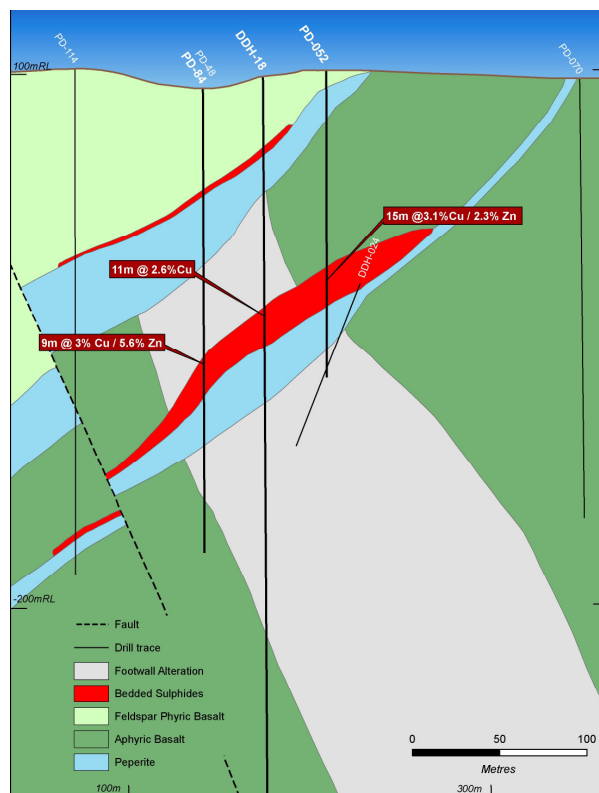 PD-114
PD-48
PD-84
DDH-18
PD-052
PD-070
100mRL
15m @3.1%Cu / 2.3% Zn
DDH-024
11m @ 2.6%Cu
9m @ 3% Cu / 5.6% Zn
-200mRL
Fault
Drill trace
Footwall Alteration
Bedded Sulphides
Feldspar Phyric Basalt
Aphyric Basalt
Peperite
0 50 100
Metres
100m
300m